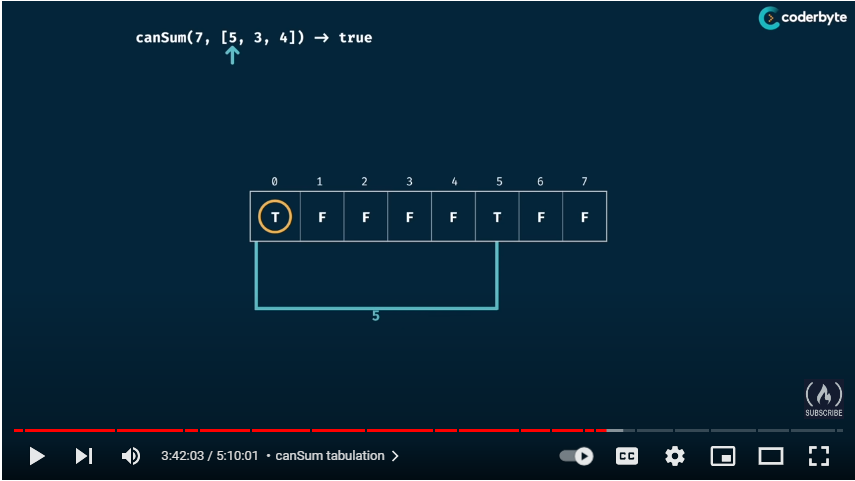 coderbyte
canSum(7, [5, 3, 4]) → true
0 1 2 3 4 5 6 7
T F F F F T F F
5
SUBSCRIBE
3:42:03 / 5:10:01 • canSum tabulation >
CC